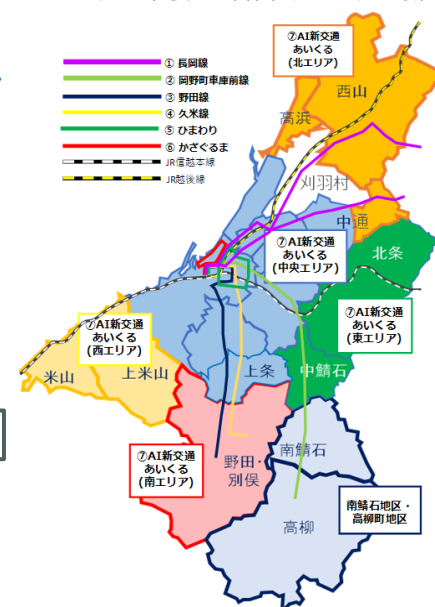 ⑦AI新交通
あいくる
(北エリア)
西山
高浜
① 長岡線
② 岡野町車庫前線
③ 野田線
④ 久米線
⑤ ひまわり
⑥ かざぐるま
JR信越本線
JR越後線
刈羽村
中通
⑦AI新交通
あいくる
(中央エリア)
北条
⑦AI新交通
あいくる
(東エリア)
⑦AI新交通
あいくる
(西エリア)
米山
上米山
上条
中鯖石
⑦AI新交通
あいくる
(南エリア)
野田・
別俣
南鯖石
高柳
南鯖石地区・
高柳町地区